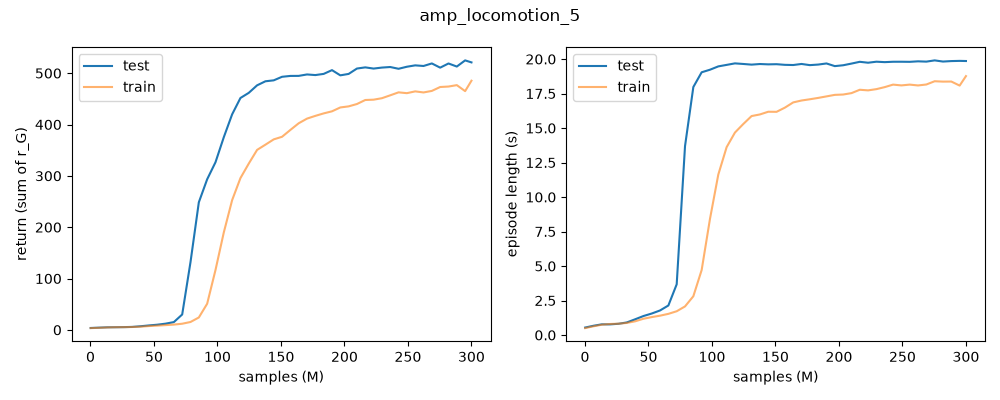 amp_locomotion_5
test
train
return (sum of r_G)
500
400
300
200
100
0
0 50 100 150 200 250 300
samples (M)
test
train
episode length (s)
20.0
17.5
15.0
12.5
10.0
7.5
5.0
2.5
0.0
0 50 100 150 200 250 300
samples (M)